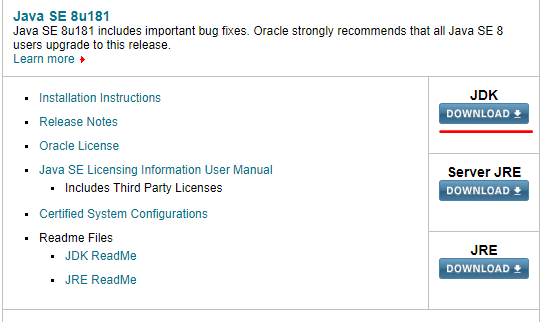 Java SE 8u181
Java SE 8u181 includes important bug fixes. Oracle strongly recommends that all Java SE 8
users upgrade to this release.
Learn more
Installation Instructions
Release Notes
Oracle License
Java SE Licensing Information User Manual
Includes Third Party Licenses
Certified System Configurations
Readme Files
JDK ReadMe
JRE ReadMe
JDK
DOWNLOAD
Server JRE
DOWNLOAD
JRE
DOWNLOAD